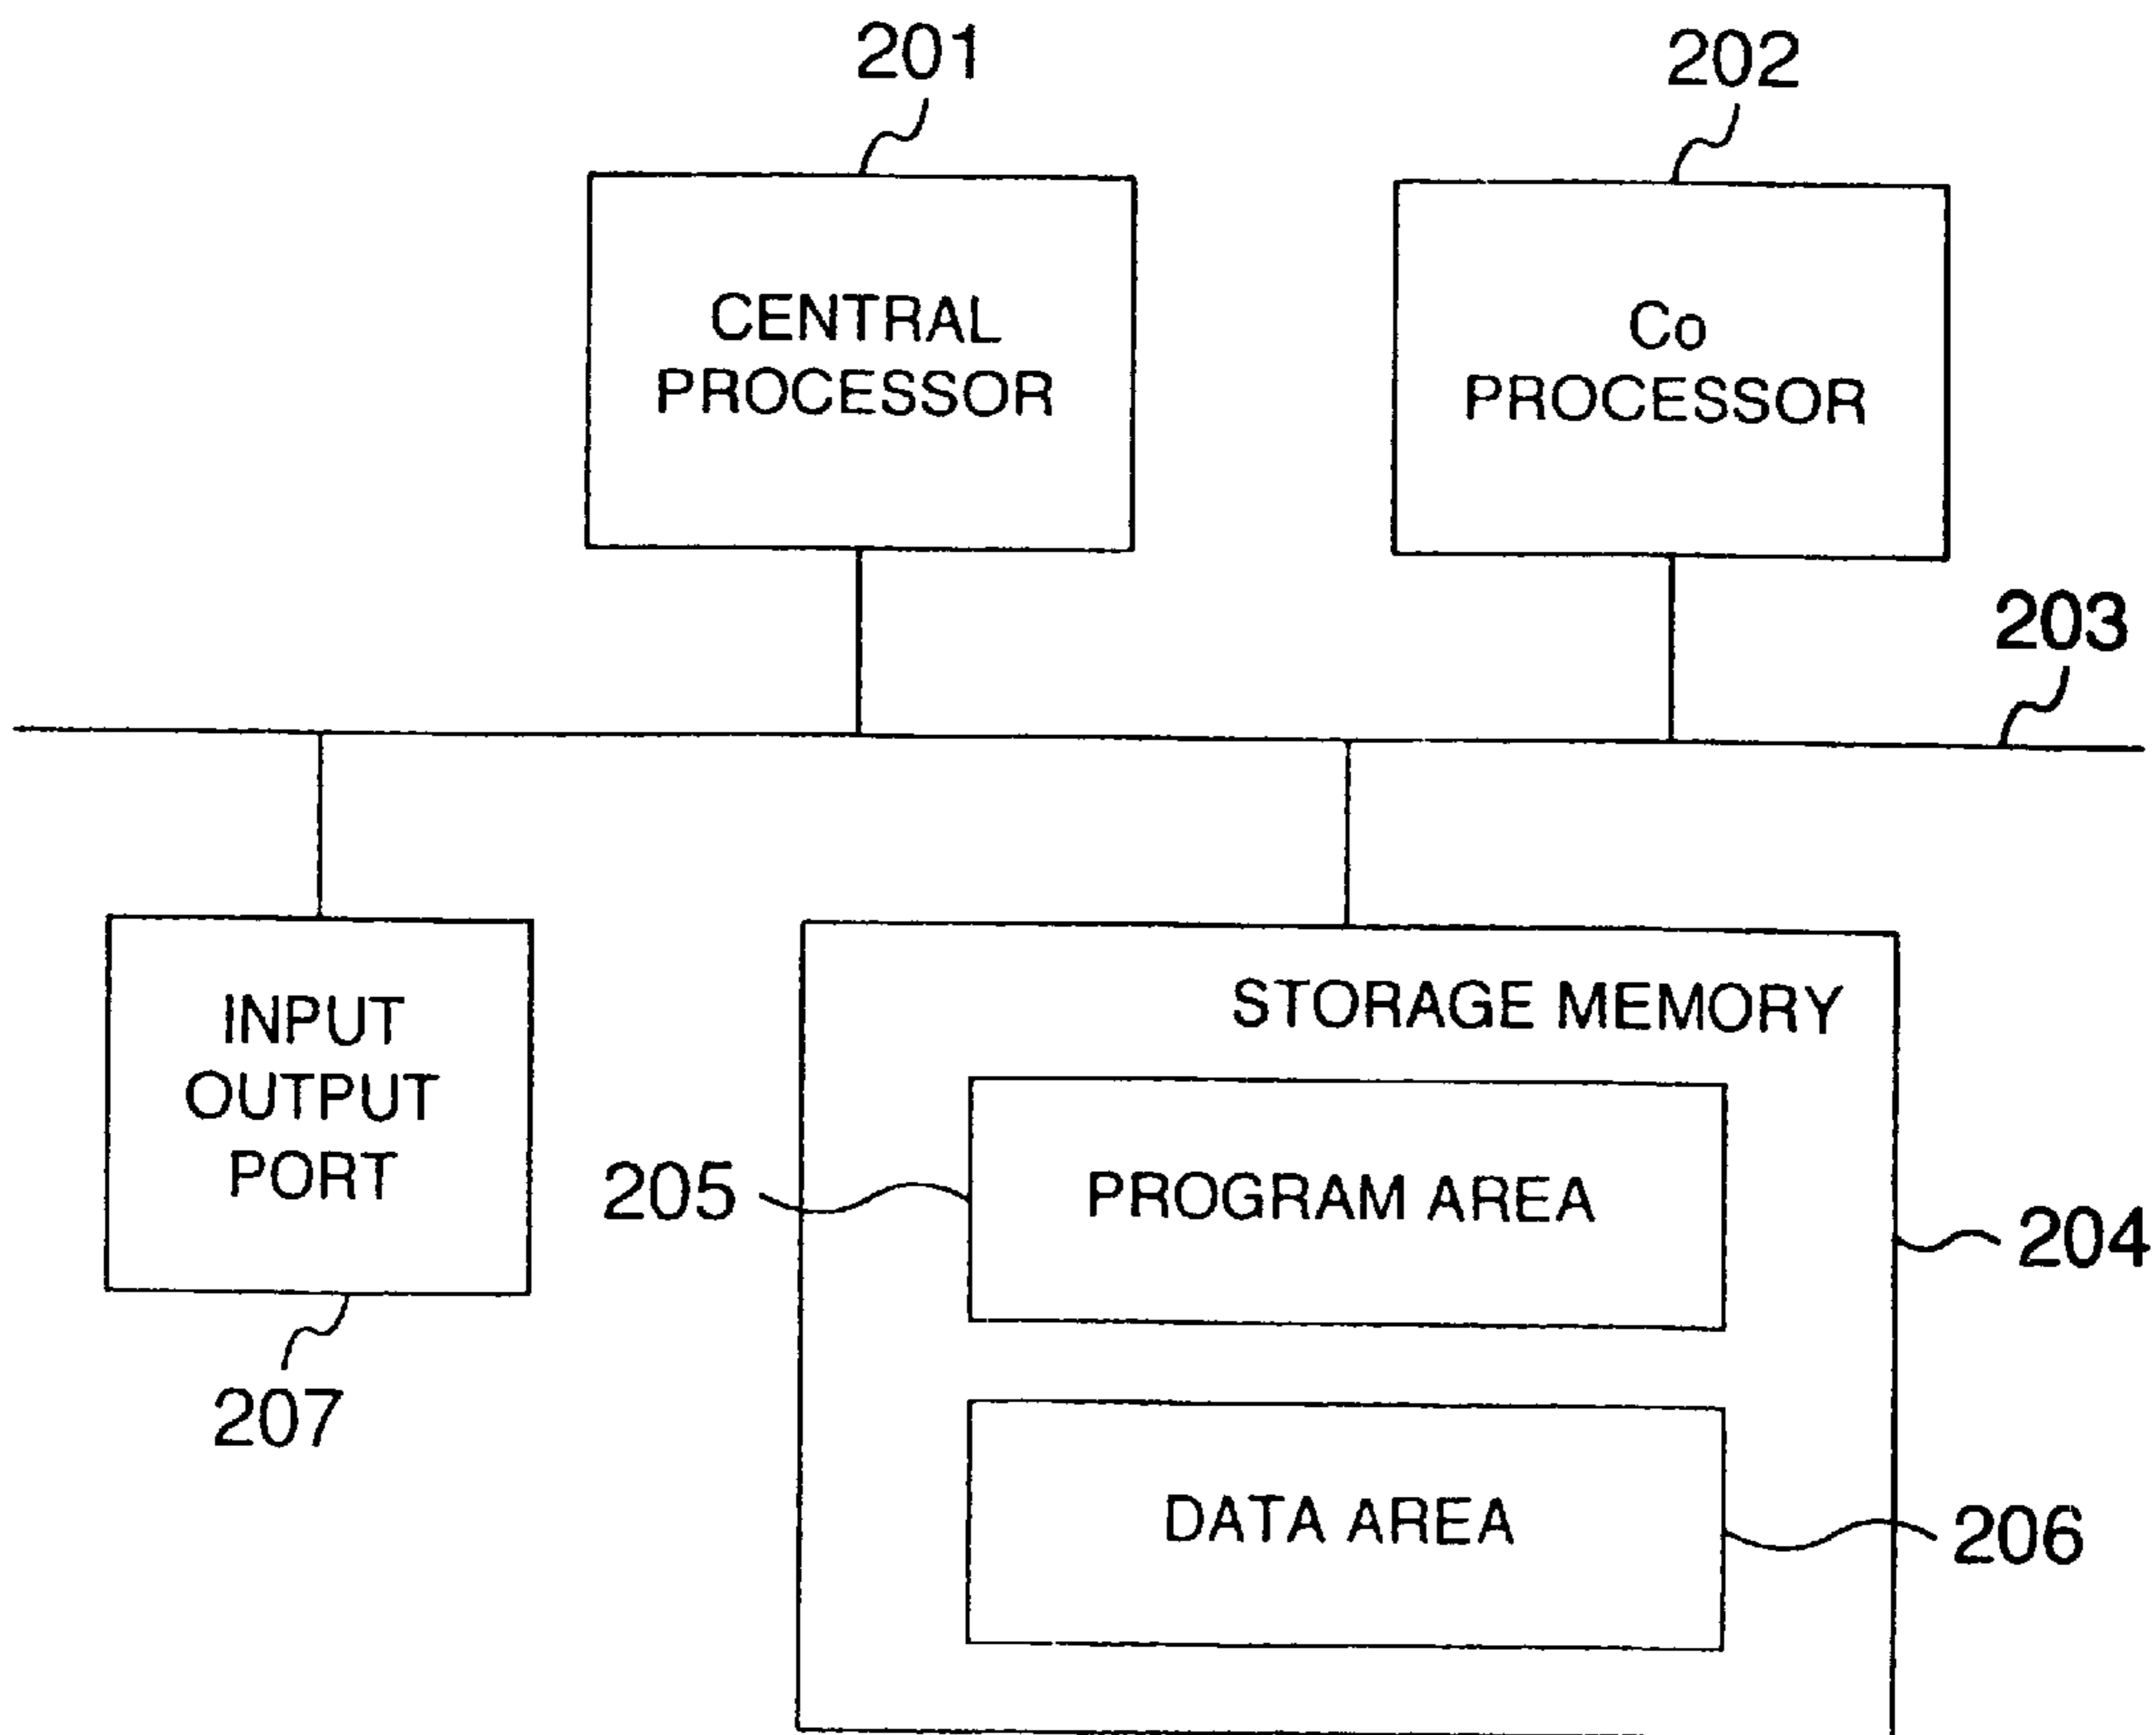 201
202
CENTRAL
PROCESSOR
Co
PROCESSOR
203
INPUT
OUTPUT
PORT
207
STORAGE MEMORY
205
PROGRAM AREA
204
DATA AREA
206